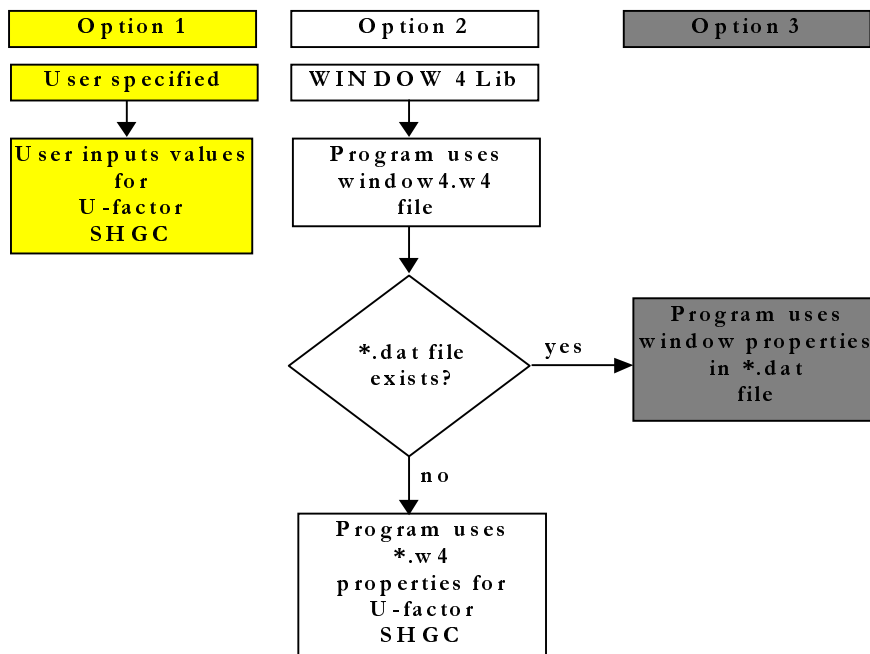 Option 1
Option 2
Option 3
User specified
WINDOW 4 Lib
User inputs values
for
U-factor
SHGC
Program uses
window4.w4
file
*.dat file
exists?
yes
Program uses
window properties
in *.dat
file
no
Program uses
*.w4
properties for
U-factor
SHGC